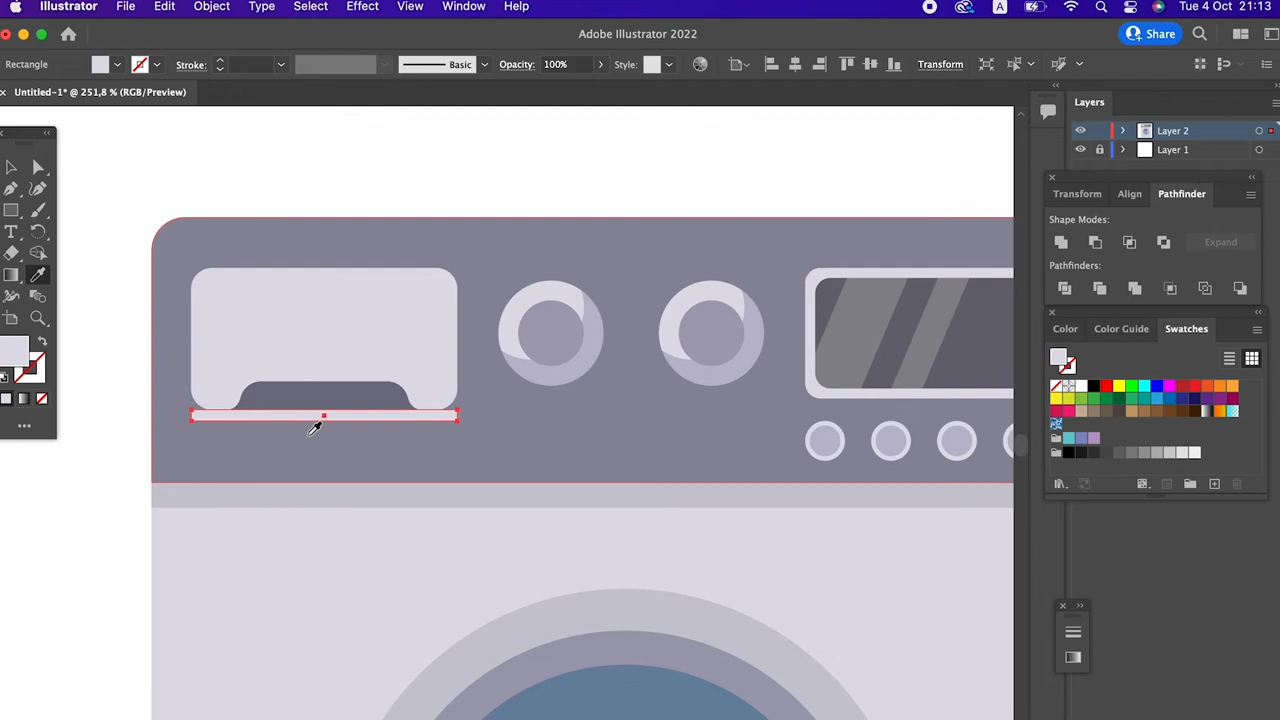 Illustrator File Edit Object Type Select Effect View Window Help A Tue 4 Oct 21:13
Adobe Illustrator 2022 Share
Rectangle Stroke: Basic Opacity: 100% Style: Transform
Untitled-1* @ 251,8 % (RGB/Preview)
Layers
Layer 2
Layer 1
Transform Align Pathfinder
Shape Modes:
Expand
Pathfinders:
Color Color Guide Swatches